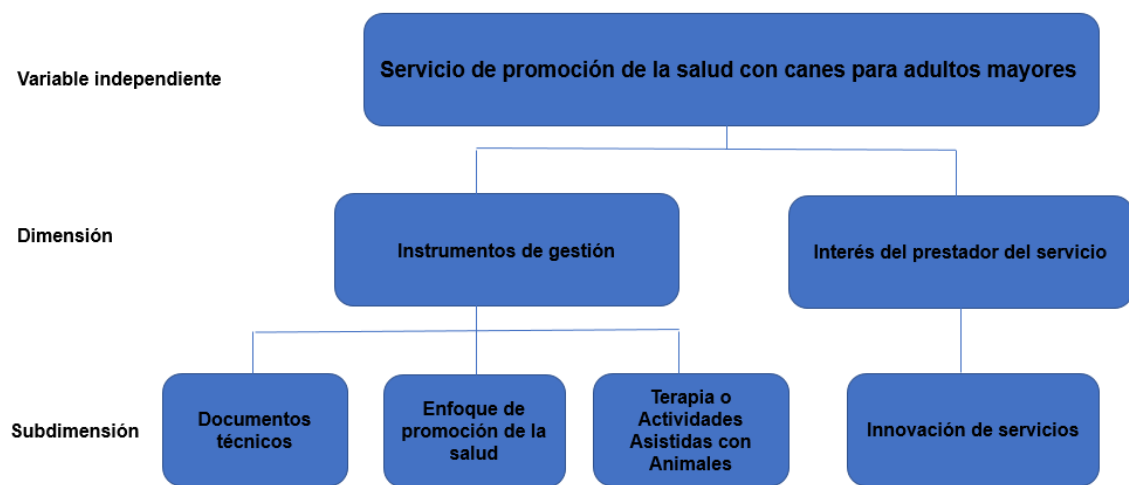 Variable independiente
Servicio de promoción de la salud con canes para adultos mayores
Dimensión
Instrumentos de gestión
Interés del prestador del servicio
Subdimensión
Documentos
técnicos
Enfoque de
promoción de la
salud
Terapia o
Actividades
Asistidas con
Animales
Innovación de servicios